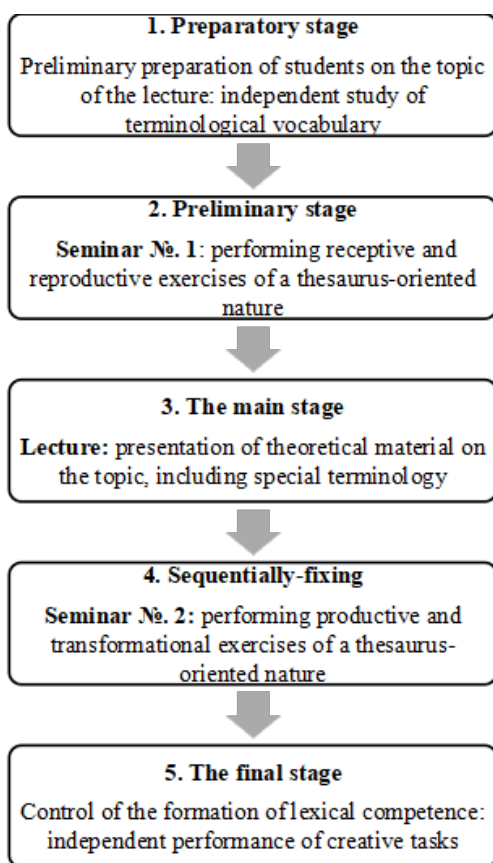 1. Preparatory stage
Preliminary preparation of students on the topic
of the lecture: independent study of
terminological vocabulary
2. Preliminary stage
Seminar №. 1: performing receptive and
reproductive exercises of a thesaurus-oriented
nature
3. The main stage
Lecture: presentation of theoretical material on
the topic, including special terminology
4. Sequentially-fixing
Seminar №. 2: performing productive and
transformational exercises of a thesaurus-
oriented nature
5. The final stage
Control of the formation of lexical competence:
independent performance of creative tasks